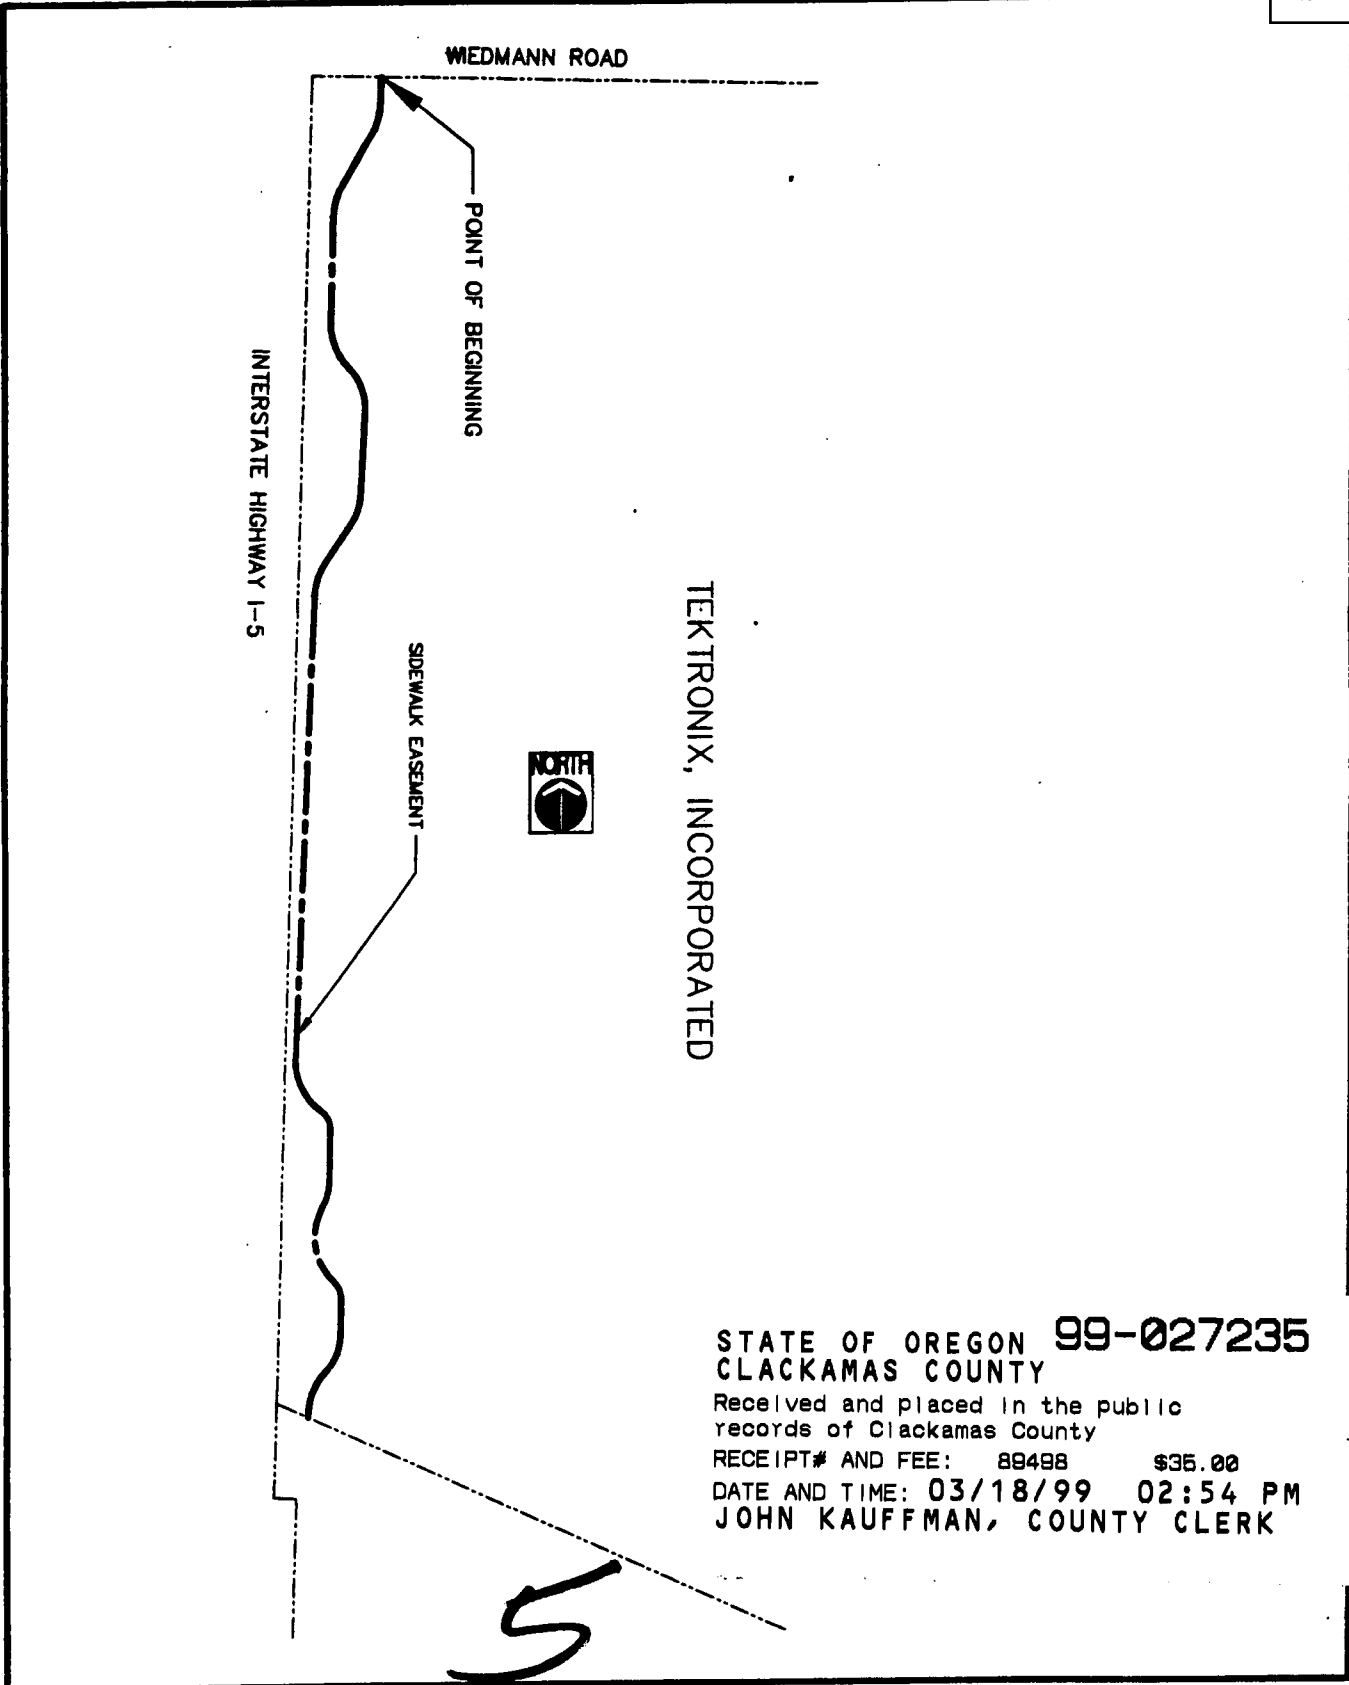 WIEDMANN ROAD
POINT OF BEGINNING
INTERSTATE HIGHWAY I-5
SIDEWALK EASEMENT
NORTH
TEKTRONIX, INCORPORATED
STATE OF OREGON 99-027235
CLACKAMAS COUNTY
Received and placed in the public
records of Clackamas County
RECEIPT# AND FEE: 89498 $35.00
DATE AND TIME: 03/18/99 02:54 PM
JOHN KAUFFMAN, COUNTY CLERK
5